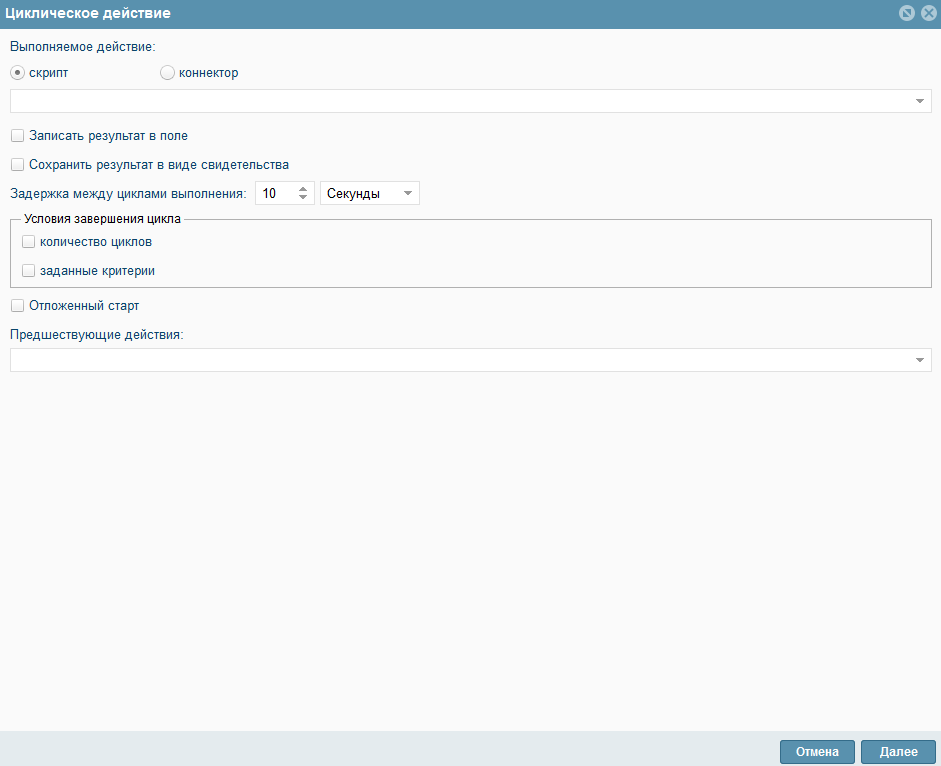 Циклическое действие
Выполняемое действие:
скрипт коннектор
Записать результат в поле
Сохранить результат в виде свидетельства
Задержка между циклами выполнения: 10 Секунды
Условия завершения цикла
количество циклов
заданные критерии
Отложенный старт
Предшествующие действия:
Отмена Далее